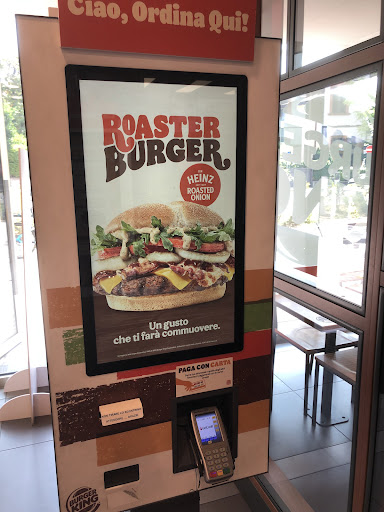 Ciao, Ordina Qui!
ROASTER
BURGER
CON
HEINZ
ROASTED
ONION
Un gusto
che ti farà commuovere.
PAGA CON CARTA
BURGER
KING